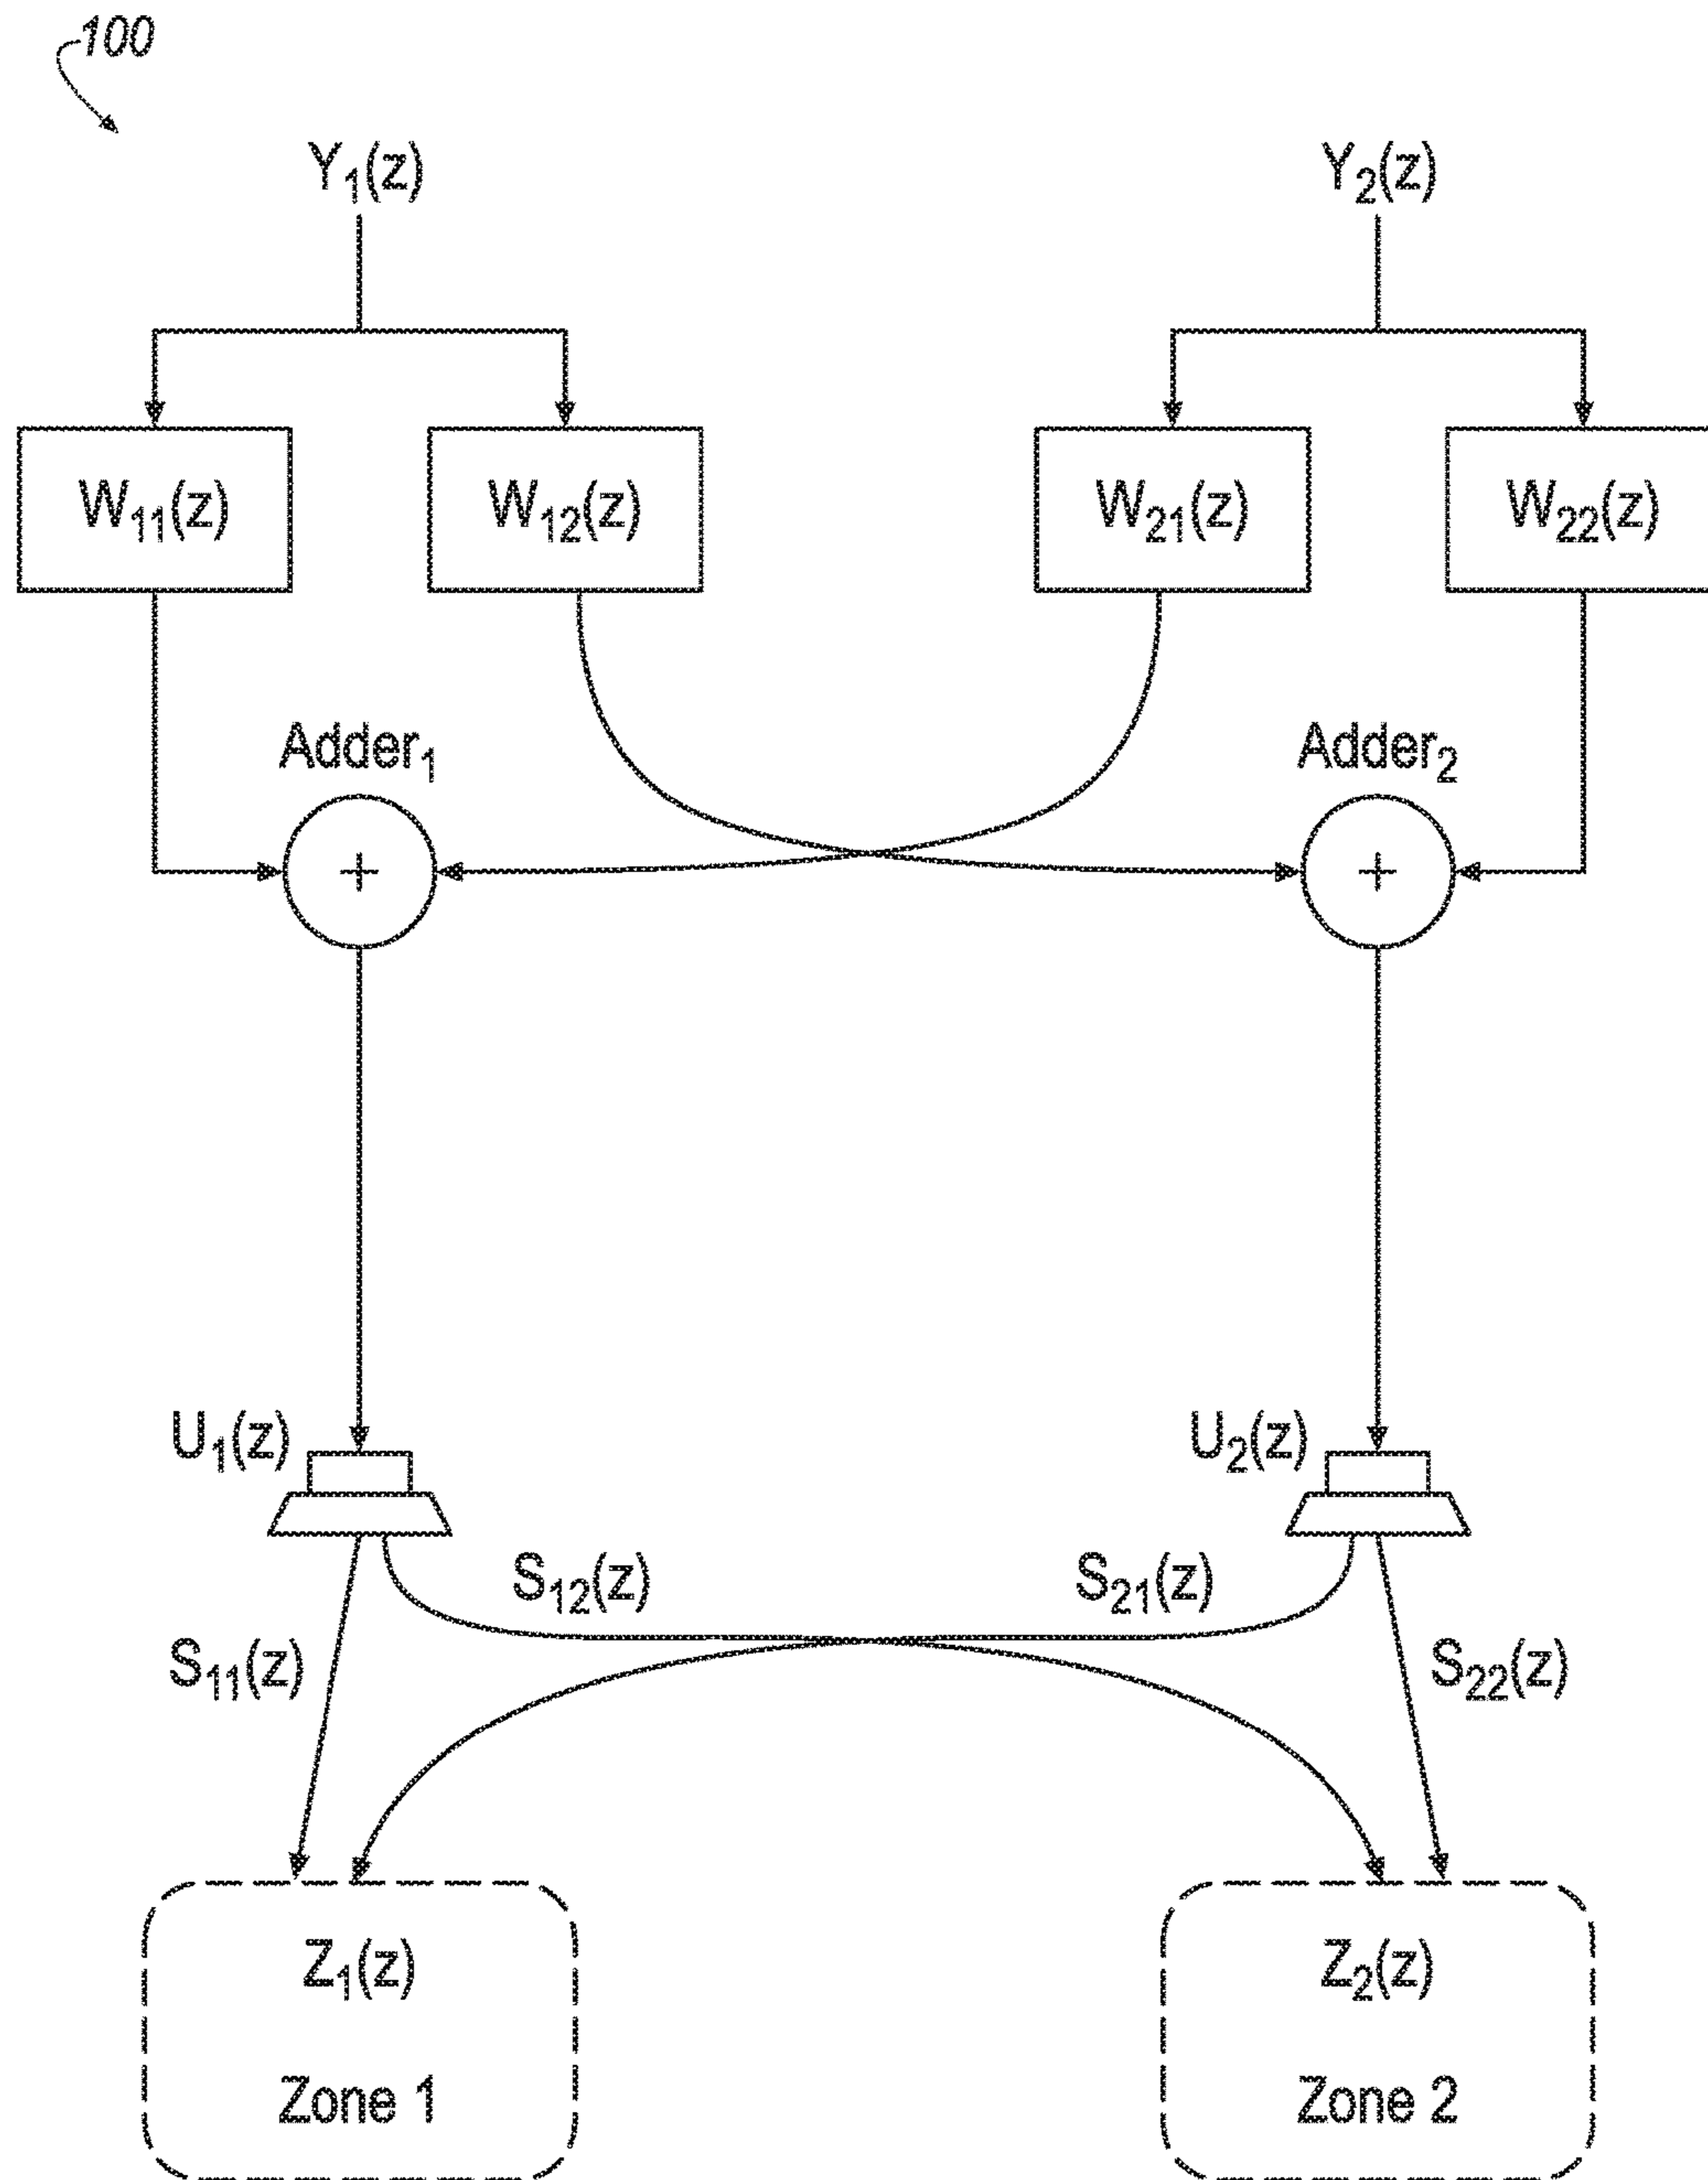 100
Y₁(z)
Y₂(z)
W₁₁(z)
W₁₂(z)
W₂₁(z)
W₂₂(z)
Adder₁
Adder₂
+
+
U₁(z)
U₂(z)
S₁₂(z)
S₂₁(z)
S₁₁(z)
S₂₂(z)
Z₁(z)
Z₂(z)
Zone 1
Zone 2